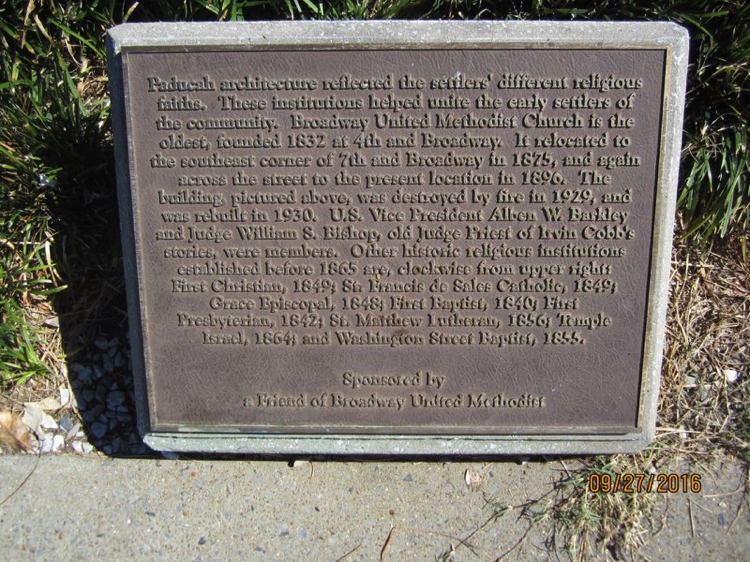 Paducah architecture reflected the settlers' different religious
faiths. These institutions helped unite the early settlers of
the community. Broadway United Methodist Church is the
oldest, founded 1832 at 4th and Broadway. It relocated to
the southeast corner of 7th and Broadway in 1875, and again
across the street to the present location in 1896. The
building, pictured above, was destroyed by fire in 1929, and
was rebuilt in 1930. U.S. Vice President Alben W. Barkley
and Judge William S. Bishop, old Judge Priest of Irvin Cobb's
stories, were members. Other historic religious institutions
established before 1865 are, clockwise from upper right:
First Christian, 1849; St. Francis de Sales Catholic, 1849;
Grace Episcopal, 1848; First Baptist, 1840; First
Presbyterian, 1842; St. Matthew Lutheran, 1856; Temple
Israel, 1864; and Washington Street Baptist, 1855.
Sponsored by
a Friend of Broadway United Methodist
09/27/2016